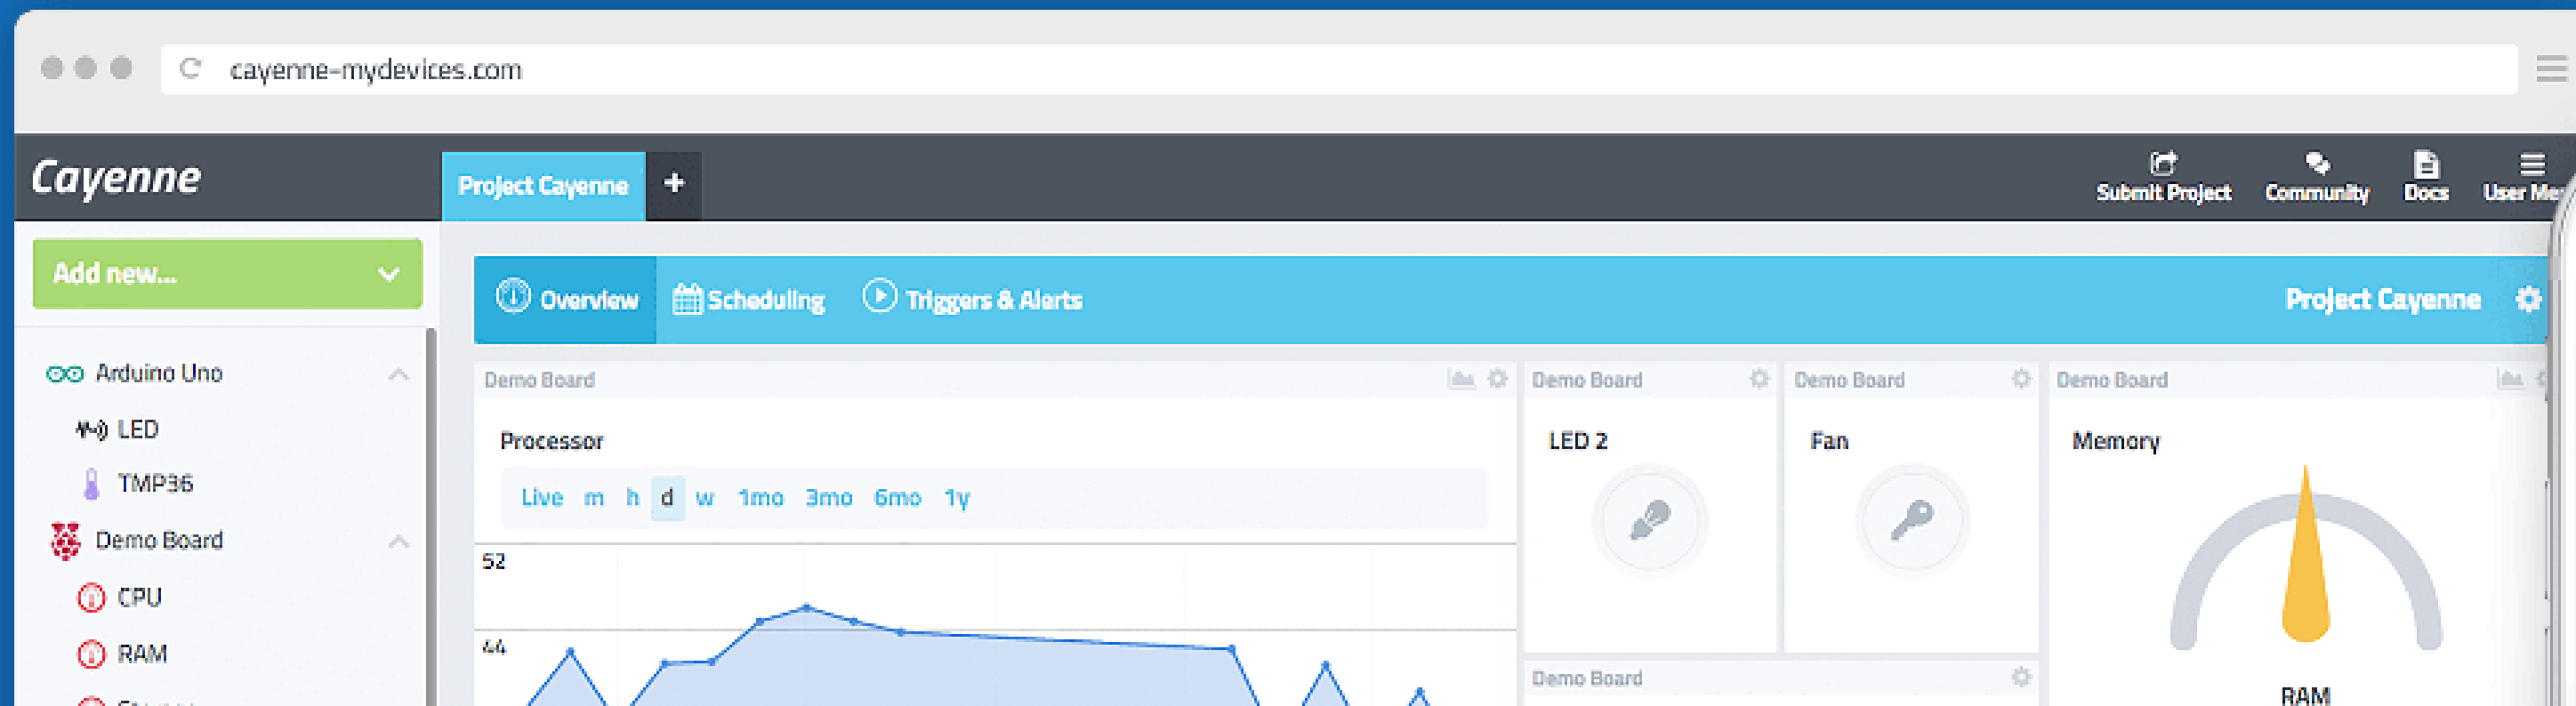 cayenne-mydevices.com
Cayenne
Project Cayenne
+
Submit Project
Community
Docs
User Me
Add new...
Overview
Scheduling
Triggers & Alerts
Project Cayenne
Arduino Uno
LED
TMP36
Demo Board
CPU
RAM
Demo Board
Processor
Live m h d w 1mo 3mo 6mo 1y
52
44
Demo Board
LED 2
Demo Board
Fan
Demo Board
Memory
RAM
Demo Board